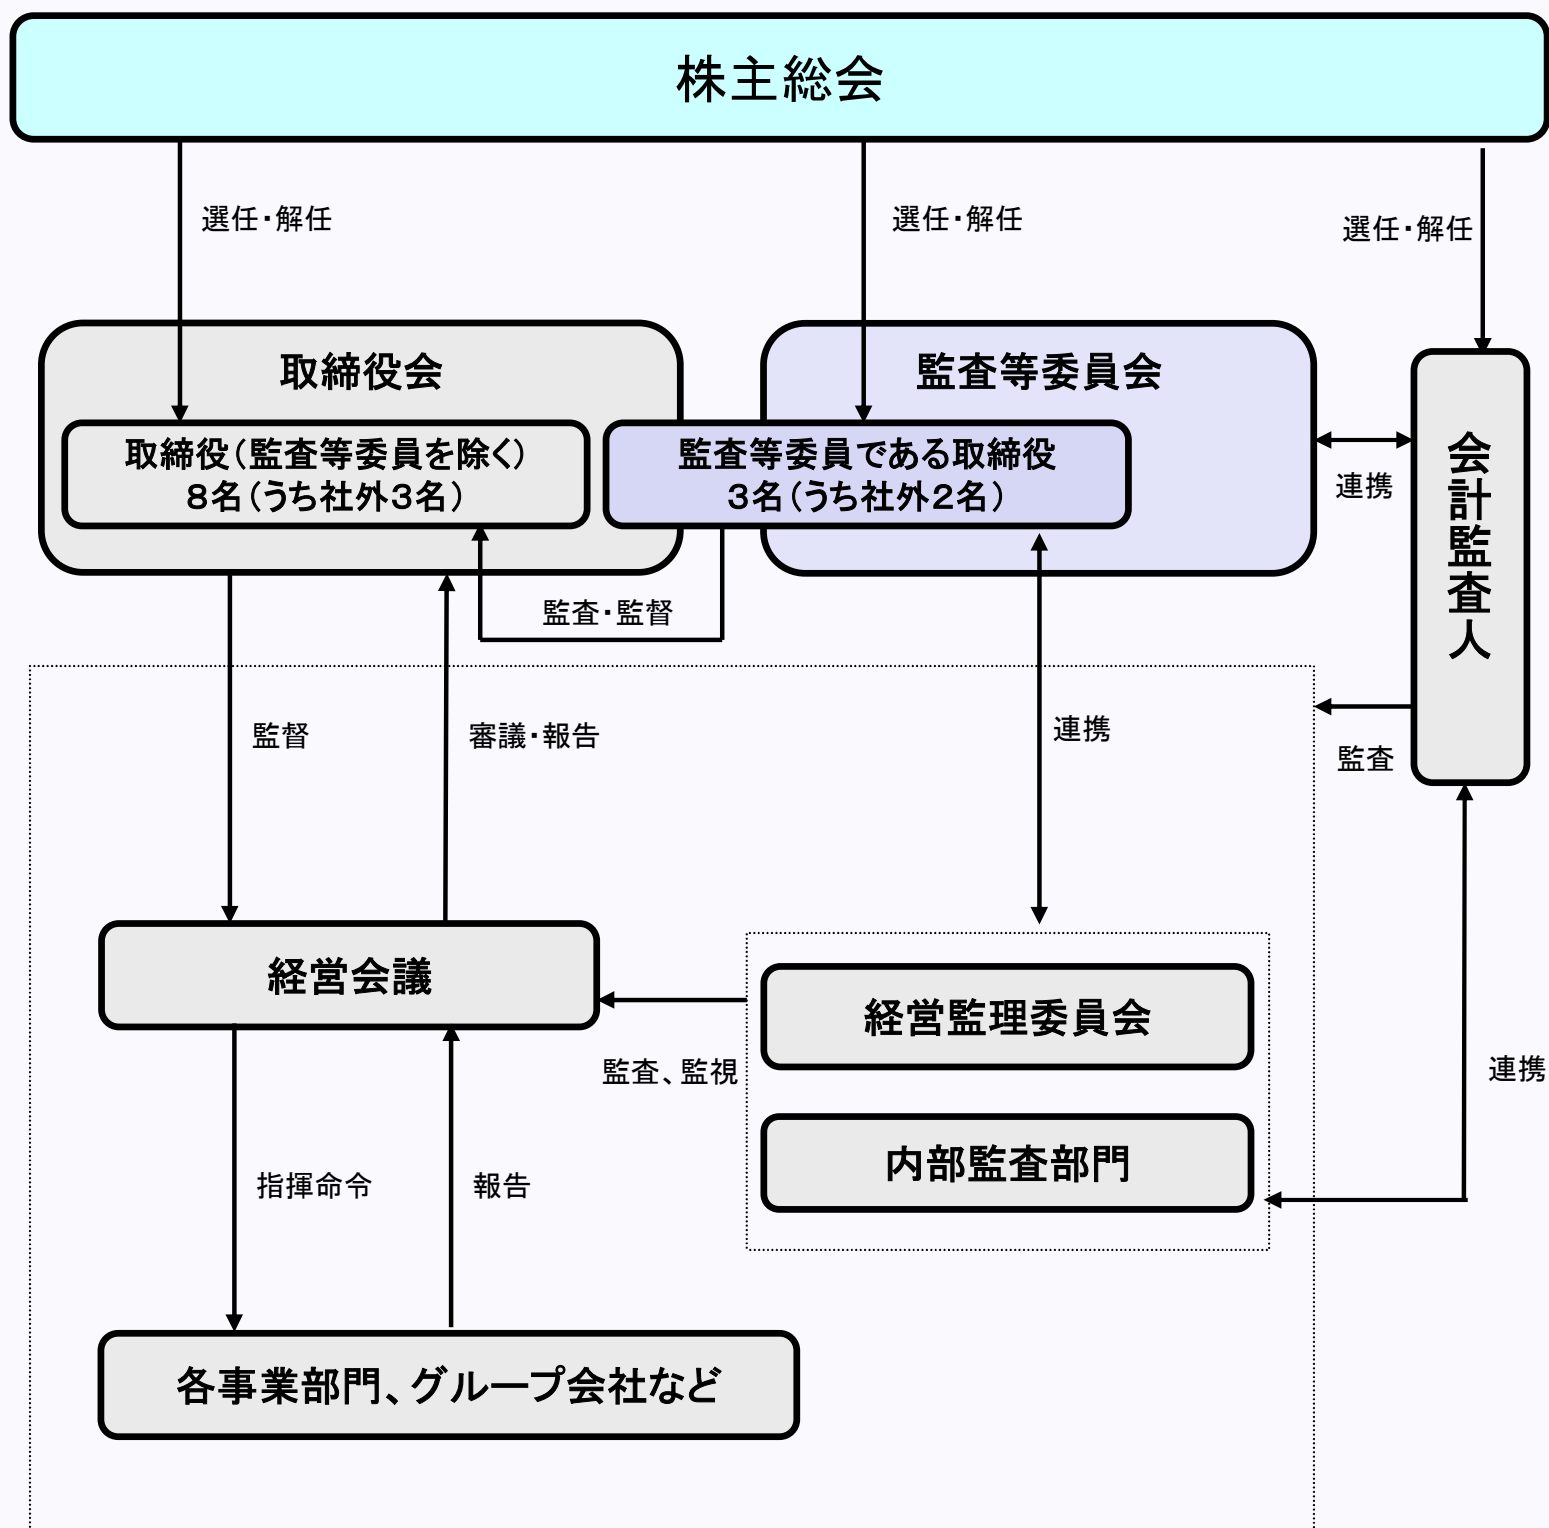 株主総会
選任・解任
選任・解任
選任・解任
取締役会
監査等委員会
取締役(監査等委員を除く)
8名(うち社外3名)
監査等委員である取締役
3名(うち社外2名)
会計監査人
連携
監査・監督
監督
審議・報告
連携
監査
経営会議
経営監理委員会
監査、監視
連携
内部監査部門
指揮命令
報告
各事業部門、グループ会社など